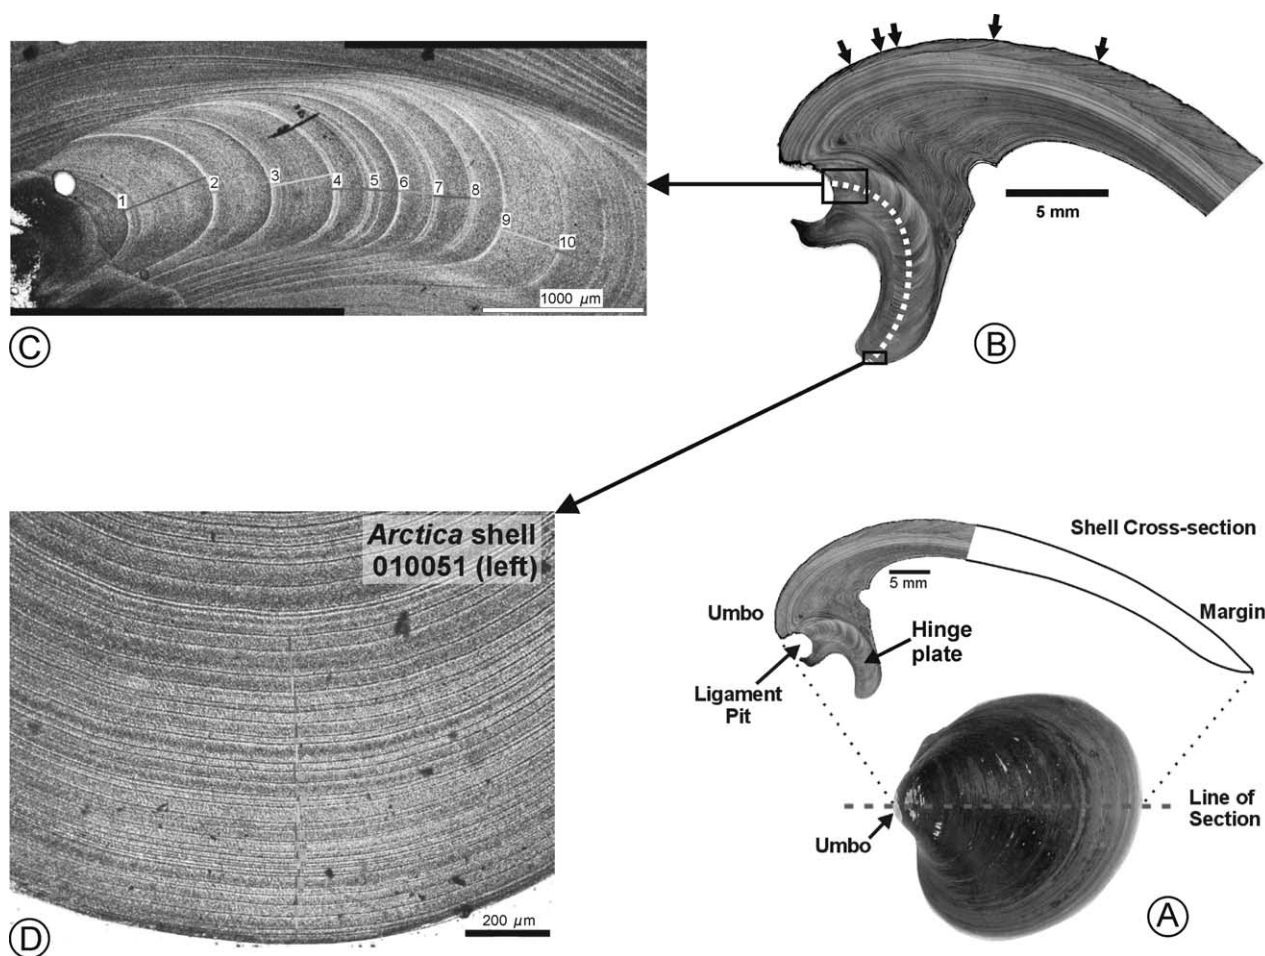 1
2
3
4
5
6
7
8
9
10
1000 µm
C
5 mm
B
Arctica shell
010051 (left)
200 µm
D
Shell Cross-section
5 mm
Umbo
Margin
Hinge
plate
Ligament
Pit
Line of
Section
Umbo
A